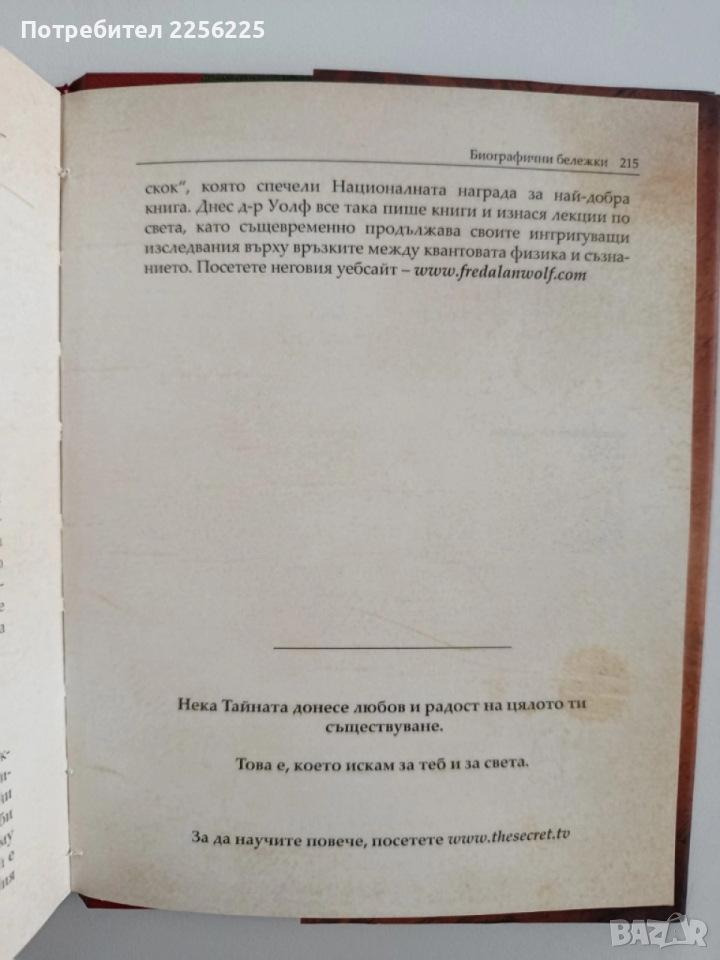 Потребител 2256225
Биографични бележки 215
скок“, която спечели Националната награда за най-добра
книга. Днес д-р Уолф все така пише книги и изнася лекции по
света, като същевременно продължава своите интригуващи
изследвания върху връзките между квантовата физика и съзна-
нието. Посетете неговия уебсайт – www.fredalanwolf.com
Нека Тайната донесе любов и радост на цялото ти
съществуване.
Това е, което искам за теб и за света.
За да научите повече, посетете www.thesecret.tv
BAZAR